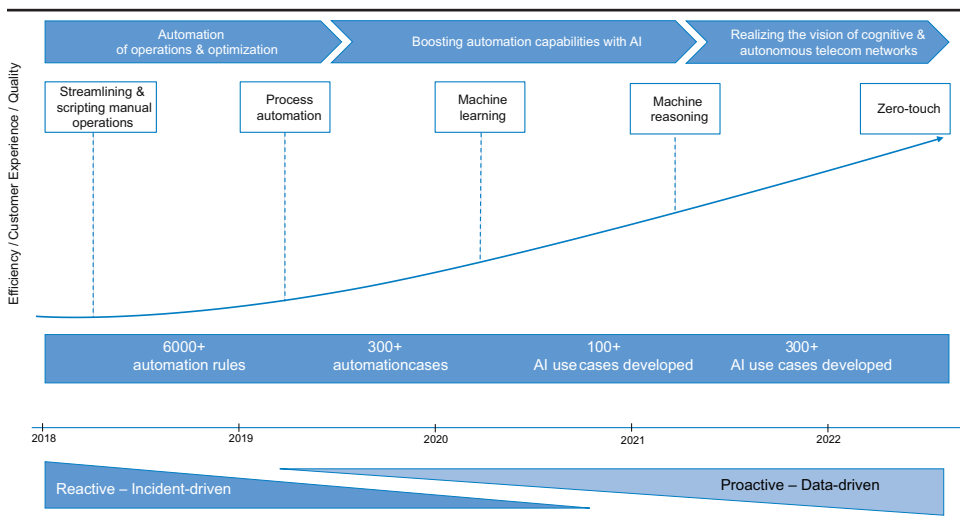 Automation
of operations & optimization
Boosting automation capabilities with AI
Realizing the vision of cognitive &
autonomous telecom networks
Efficiency / Customer Experience / Quality
Streamlining &
scripting manual
operations
Process
automation
Machine
learning
Machine
reasoning
Zero-touch
6000+
automation rules
300+
automationcases
100+
AI use cases developed
300+
AI use cases developed
2018
2019
2020
2021
2022
Reactive – Incident-driven
Proactive – Data-driven